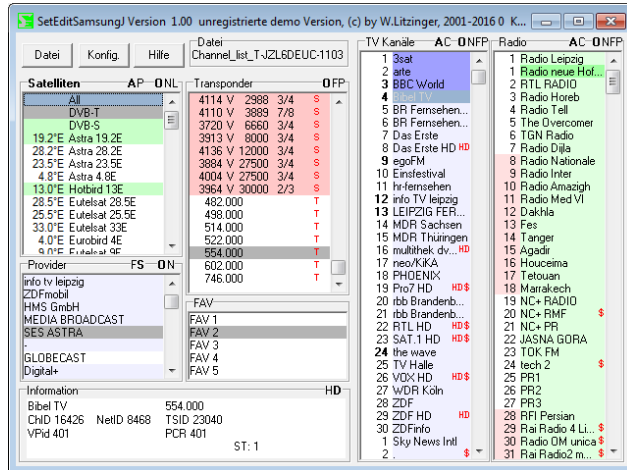 SetEditSamsungJ Version 1.00 unregistrierte demo Version, (c) by W.Litzinger, 2001-2016 0 K...
Datei Konfig. Hilfe
Datei
Channel_list_T-JZL6DEUC-1103
Satelliten AP ONL
All
DVB-T
DVB-S
19.2°E Astra 19.2E
28.2°E Astra 28.2E
23.5°E Astra 23.5E
4.8°E Astra 4.8E
13.0°E Hotbird 13E
28.5°E Eutelsat 28.5E
25.5°E Eutelsat 25.5E
33.0°E Eutelsat 33E
4.0°E Eurobird 4E
9.0°E Eutelsat 9E
Transponder OFP
4114 V 2988 3/4 S
4110 V 3889 7/8 S
3720 V 6660 3/4 S
3913 V 8000 3/4 S
4136 V 12000 3/4 S
3884 V 27500 3/4 S
4004 V 27500 3/4 S
3964 V 30000 2/3 S
482.000 T
498.000 T
514.000 T
522.000 T
554.000 T
602.000 T
746.000 T
Provider FS ON
info tv leipzig
ZDFmobil
HMS GmbH
MEDIA BROADCAST
SES ASTRA
-
GLOBECAST
Digital+
FAV
FAV 1
FAV 2
FAV 3
FAV 4
FAV 5
Information HD
Bibel TV 554.000
ChID 16426 NetID 8468 TSID 23040
VPid 401 PCR 401
ST: 1
TV Kanäle AC ONFP
1 3sat
2 arte
3 BBC World
4 Bibel TV
5 BR Fernsehen...
6 BR Fernsehen...
7 Das Erste
8 Das Erste HD HD
9 egoFM
10 Einsfestival
11 hr-fernsehen
12 info TV leipzig
13 LEIPZIG FER...
14 MDR Sachsen
15 MDR Thüringen
16 multithek dv... HD
17 neo/KiKA
18 PHOENIX
19 Pro7 HD HD$
20 rbb Brandenb...
21 rbb Brandenb...
22 RTL HD HD$
23 SAT.1 HD HD$
24 the wave
25 TV Halle
26 VOX HD HD$
27 WDR Köln
28 ZDF
29 ZDF HD HD
30 ZDFinfo
1 Sky News Intl
2 . $
Radio AC ONFP
1 Radio Leipzig
1 Radio neue Hof...
2 RTL RADIO
3 Radio Horeb
4 Radio Tell
5 The Overcomer
6 TGN Radio
7 Radio Dijla
8 Radio Nationale
9 Radio Inter
10 Radio Amazigh
11 Radio Med VI
12 Dakhla
13 Fes
14 Tanger
15 Agadir
16 Houceima
17 Tetouan
18 Marrakech
19 NC+ RADIO
20 NC+ RMF $
21 NC+ PR
22 JASNA GORA
23 TOK FM
24 tech 2 $
25 PR1
26 PR2
27 PR3
28 RFI Persian
29 Rai Radio 4 Li... $
30 Radio OM unica $
31 Rai Radio2 m... $